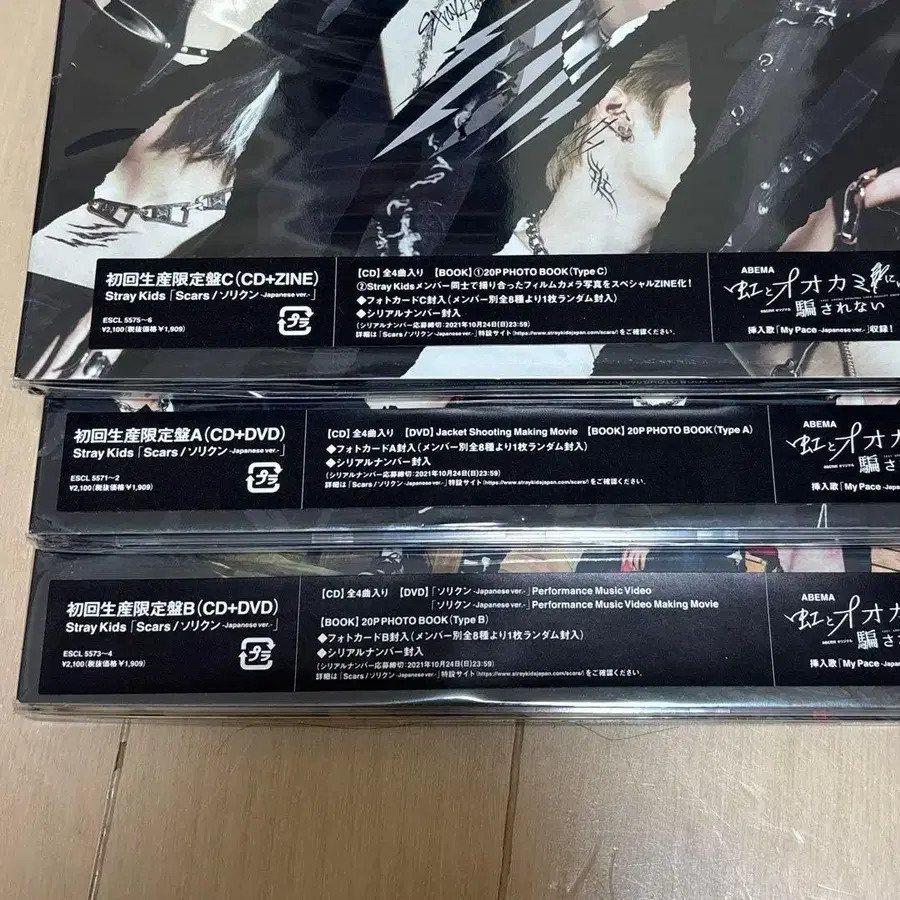 初回生産限定盤C(CD+ZINE)
Stray Kids「Scars/ソリクン -Japanese ver.-」
ESCL 5575~6
¥2,100(税抜価格¥1,909)
プラ
【CD】全4曲入り 【BOOK】①20P PHOTO BOOK(Type C)
②Stray Kidsメンバー同士で撮り合ったフィルムカメラ写真をスペシャルZINE化!
◆フォトカードC封入(メンバー別全8種より1枚ランダム封入)
◆シリアルナンバー封入
(シリアルナンバー応募締切:2021年10月24日(日)23:59)
詳細は「Scars/ソリクン -Japanese ver.-」特設サイト(https://www.straykidsjapan.com/scars/)をご確認ください。
ABEMA
虹とオオカミには
騙されない
挿入歌「My Pace -Japanese ver.-」収録!
初回生産限定盤A(CD+DVD)
Stray Kids「Scars/ソリクン -Japanese ver.-」
ESCL 5571~2
¥2,100(税抜価格¥1,909)
プラ
【CD】全4曲入り 【DVD】Jacket Shooting Making Movie 【BOOK】20P PHOTO BOOK(Type A)
◆フォトカードA封入(メンバー別全8種より1枚ランダム封入)
◆シリアルナンバー封入
(シリアルナンバー応募締切:2021年10月24日(日)23:59)
詳細は「Scars/ソリクン -Japanese ver.-」特設サイト(https://www.straykidsjapan.com/scars/)をご確認ください。
ABEMA
虹とオオカ
騙さ
挿入歌「My Pace -Japa
初回生産限定盤B(CD+DVD)
Stray Kids「Scars/ソリクン -Japanese ver.-」
ESCL 5573~4
¥2,100(税抜価格¥1,909)
プラ
【CD】全4曲入り 【DVD】「ソリクン -Japanese ver.-」Performance Music Video
「ソリクン -Japanese ver.-」Performance Music Video Making Movie
【BOOK】20P PHOTO BOOK(Type B)
◆フォトカードB封入(メンバー別全8種より1枚ランダム封入)
◆シリアルナンバー封入
(シリアルナンバー応募締切:2021年10月24日(日)23:59)
詳細は「Scars/ソリクン -Japanese ver.-」特設サイト(https://www.straykidsjapan.com/scars/)をご確認ください。
ABEMA
虹とオオカ
騙さ
挿入歌「My Pace -Japa